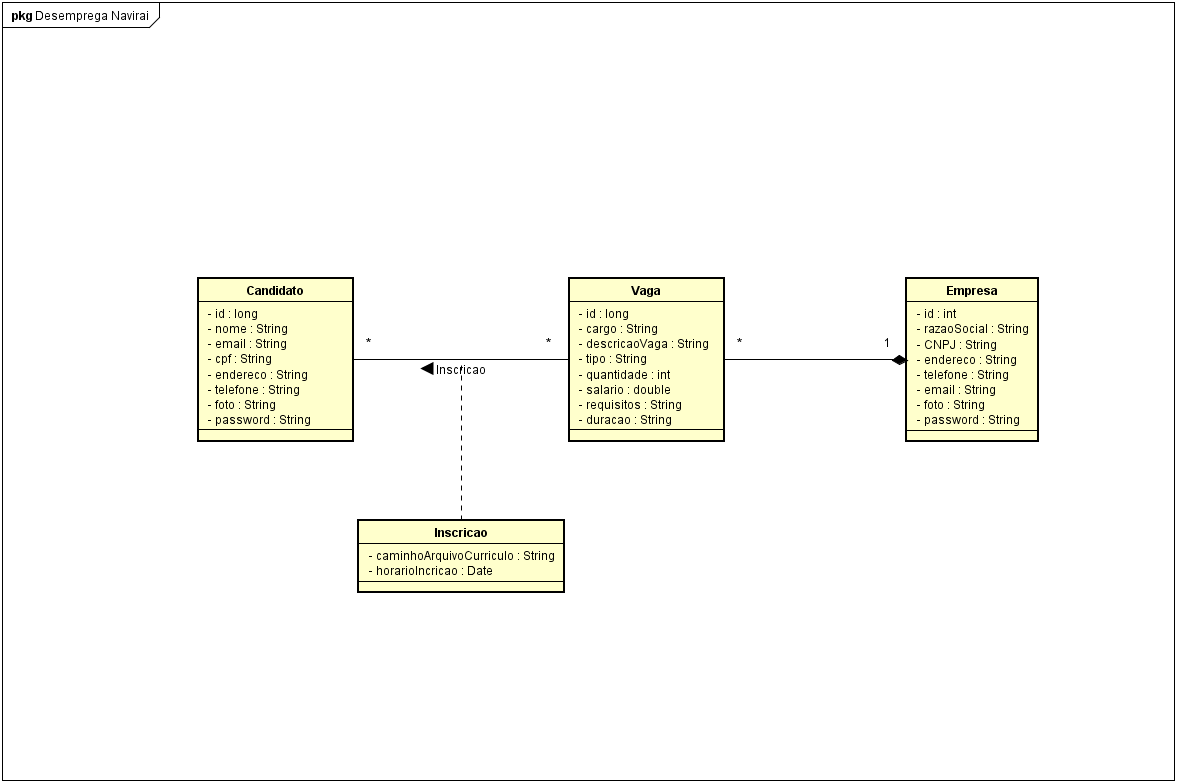 pkg Desemprega Navirai
Candidato
- id : long
- nome : String
- email : String
- cpf : String
- endereco : String
- telefone : String
- foto : String
- password : String
*
*
Inscricao
Vaga
- id : long
- cargo : String
- descricaoVaga : String
- tipo : String
- quantidade : int
- salario : double
- requisitos : String
- duracao : String
*
1
Empresa
- id : int
- razaoSocial : String
- CNPJ : String
- endereco : String
- telefone : String
- email : String
- foto : String
- password : String
Inscricao
- caminhoArquivoCurriculo : String
- horarioIncricao : Date